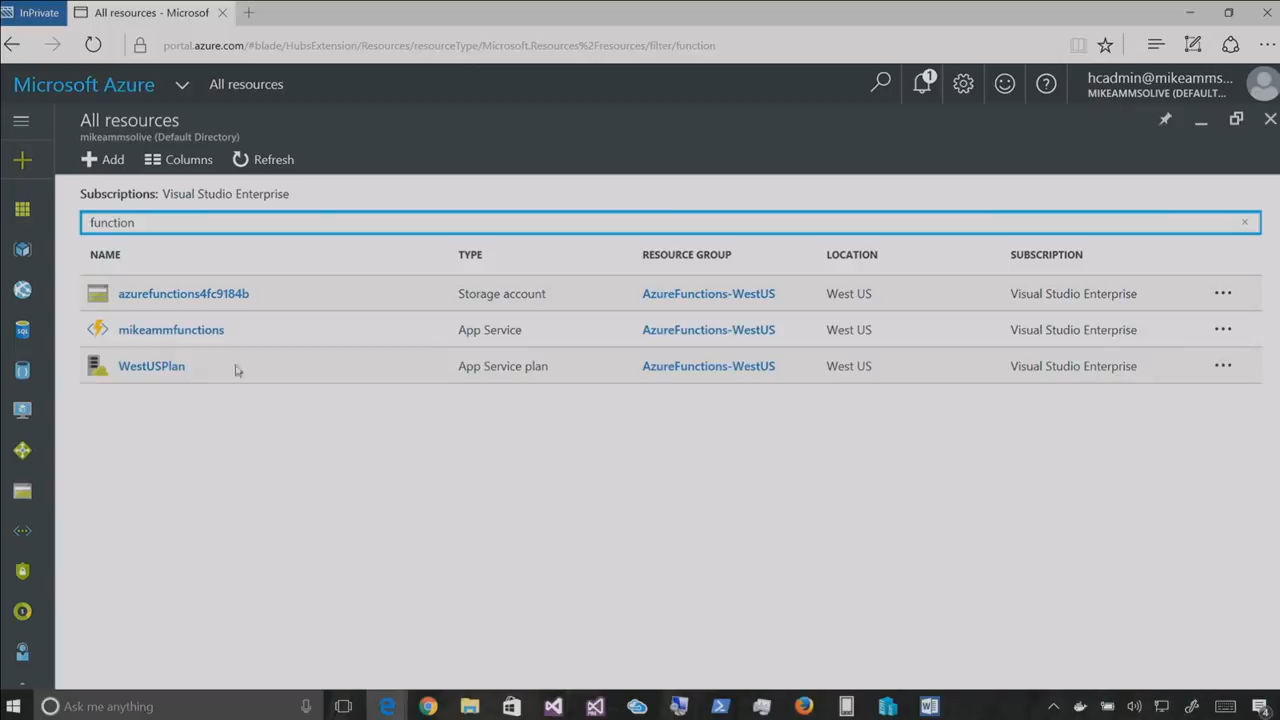 InPrivate
All resources - Microsof
portal.azure.com/#blade/HubsExtension/Resources/resourceType/Microsoft.Resources%2Fresources/filter/function
Microsoft Azure All resources 1 hcadmin@mikeamms...
MIKEAMMSOLIVE (DEFAULT...
All resources
mikeammsolive (Default Directory)
Add Columns Refresh
Subscriptions: Visual Studio Enterprise
function
NAME TYPE RESOURCE GROUP LOCATION SUBSCRIPTION
azurefunctions4fc9184b Storage account AzureFunctions-WestUS West US Visual Studio Enterprise
mikeammfunctions App Service AzureFunctions-WestUS West US Visual Studio Enterprise
WestUSPlan App Service plan AzureFunctions-WestUS West US Visual Studio Enterprise
SQL
Ask me anything
4